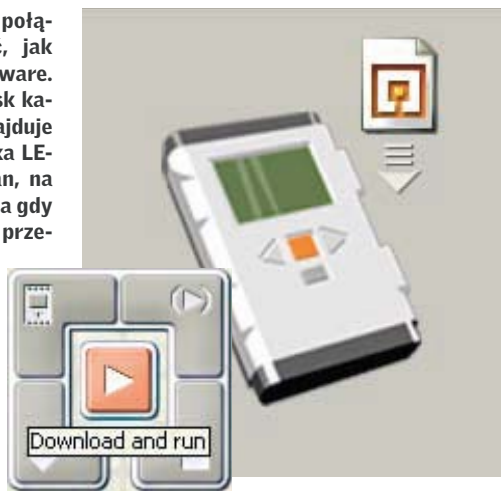 połą-
ć, jak
ware.
sk ka-
ajduje
ka LE-
an, na
a gdy
prze-
Download and run